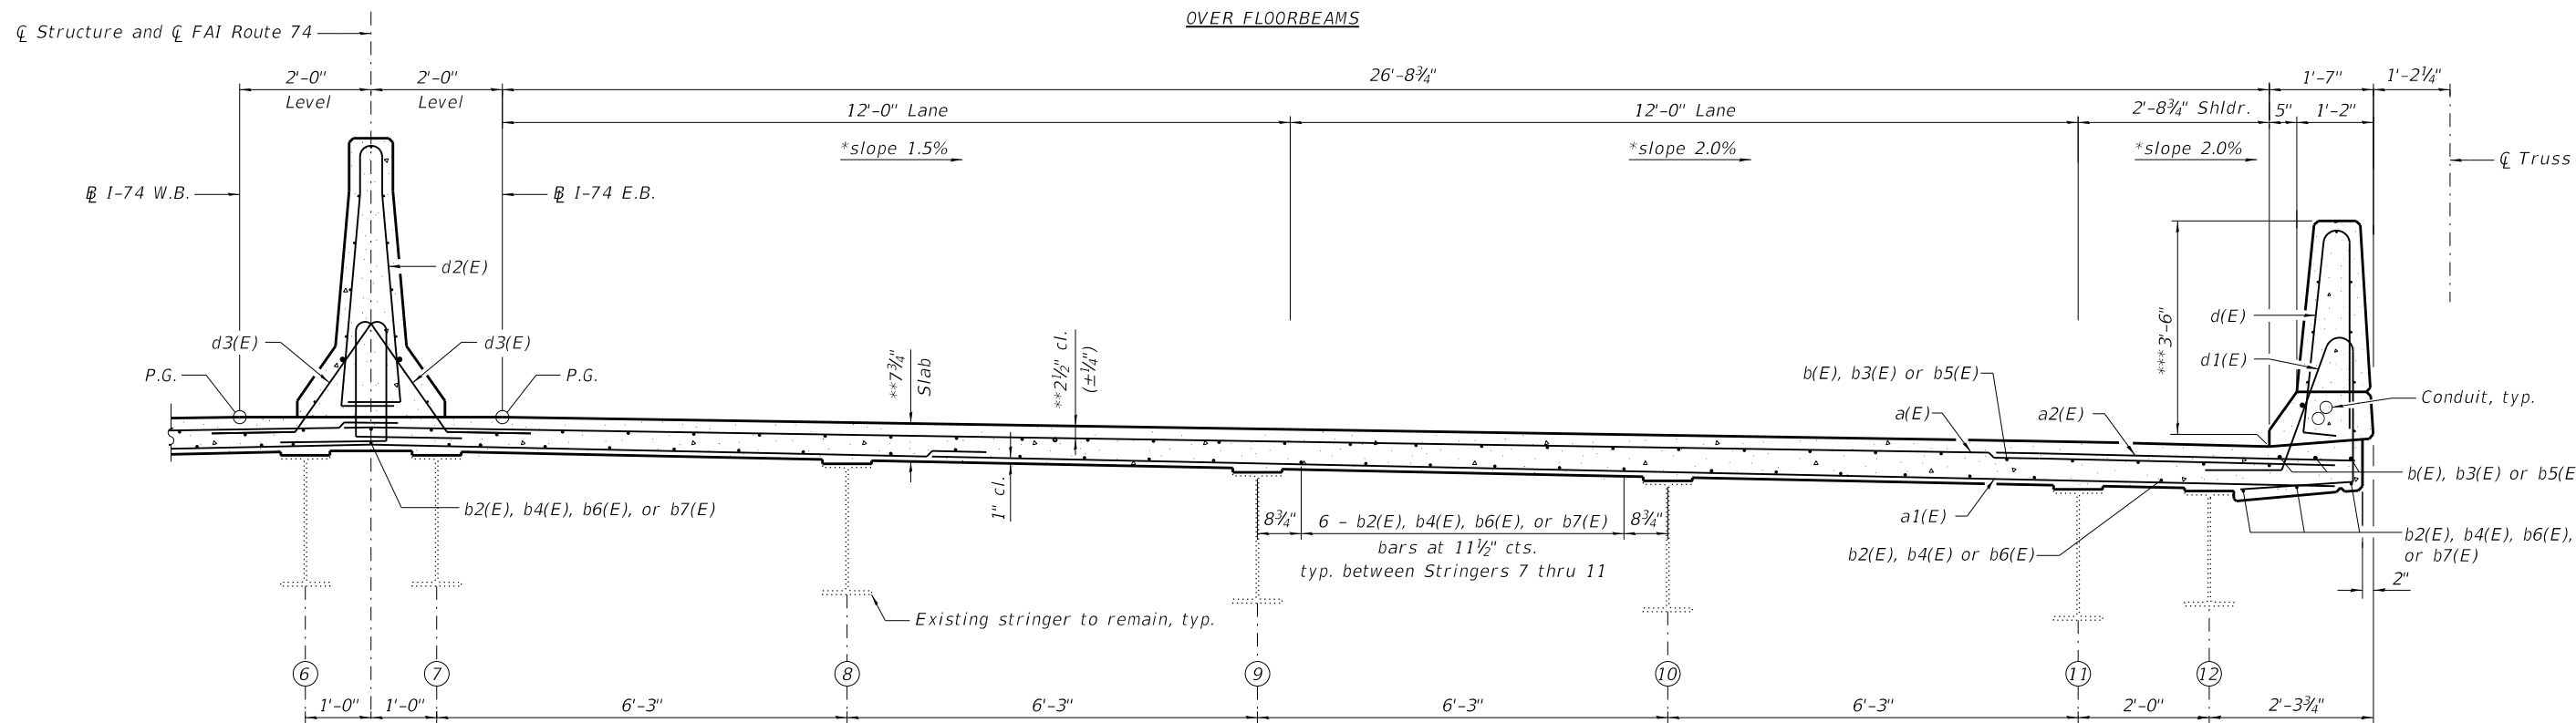 OVER FLOORBEAMS
℄ Structure and ℄ FAI Route 74
2'-0" 2'-0" 26'-8¾" 1'-7" 1'-2¼"
Level Level
12'-0" Lane 12'-0" Lane 2'-8¾" Shldr. 5" 1'-2"
*slope 1.5% *slope 2.0% *slope 2.0%
℄ Truss
I-74 W.B. I-74 E.B.
d2(E)
d(E)
***3'-6"
d3(E) d3(E)
d1(E)
P.G. P.G.
**7¾"
Slab
**2½" cl.
(±¼")
b(E), b3(E) or b5(E)
Conduit, typ.
a(E) a2(E)
b(E), b3(E) or b5(E
1" cl.
b2(E), b4(E), b6(E), or b7(E)
8¾" 6 - b2(E), b4(E), b6(E), or b7(E) 8¾"
bars at 11½" cts.
typ. between Stringers 7 thru 11
a1(E)
b2(E), b4(E) or b6(E)
b2(E), b4(E), b6(E),
or b7(E)
2"
Existing stringer to remain, typ.
6 7 8 9 10 11 12
1'-0" 1'-0" 6'-3" 6'-3" 6'-3" 6'-3" 2'-0" 2'-3¾"